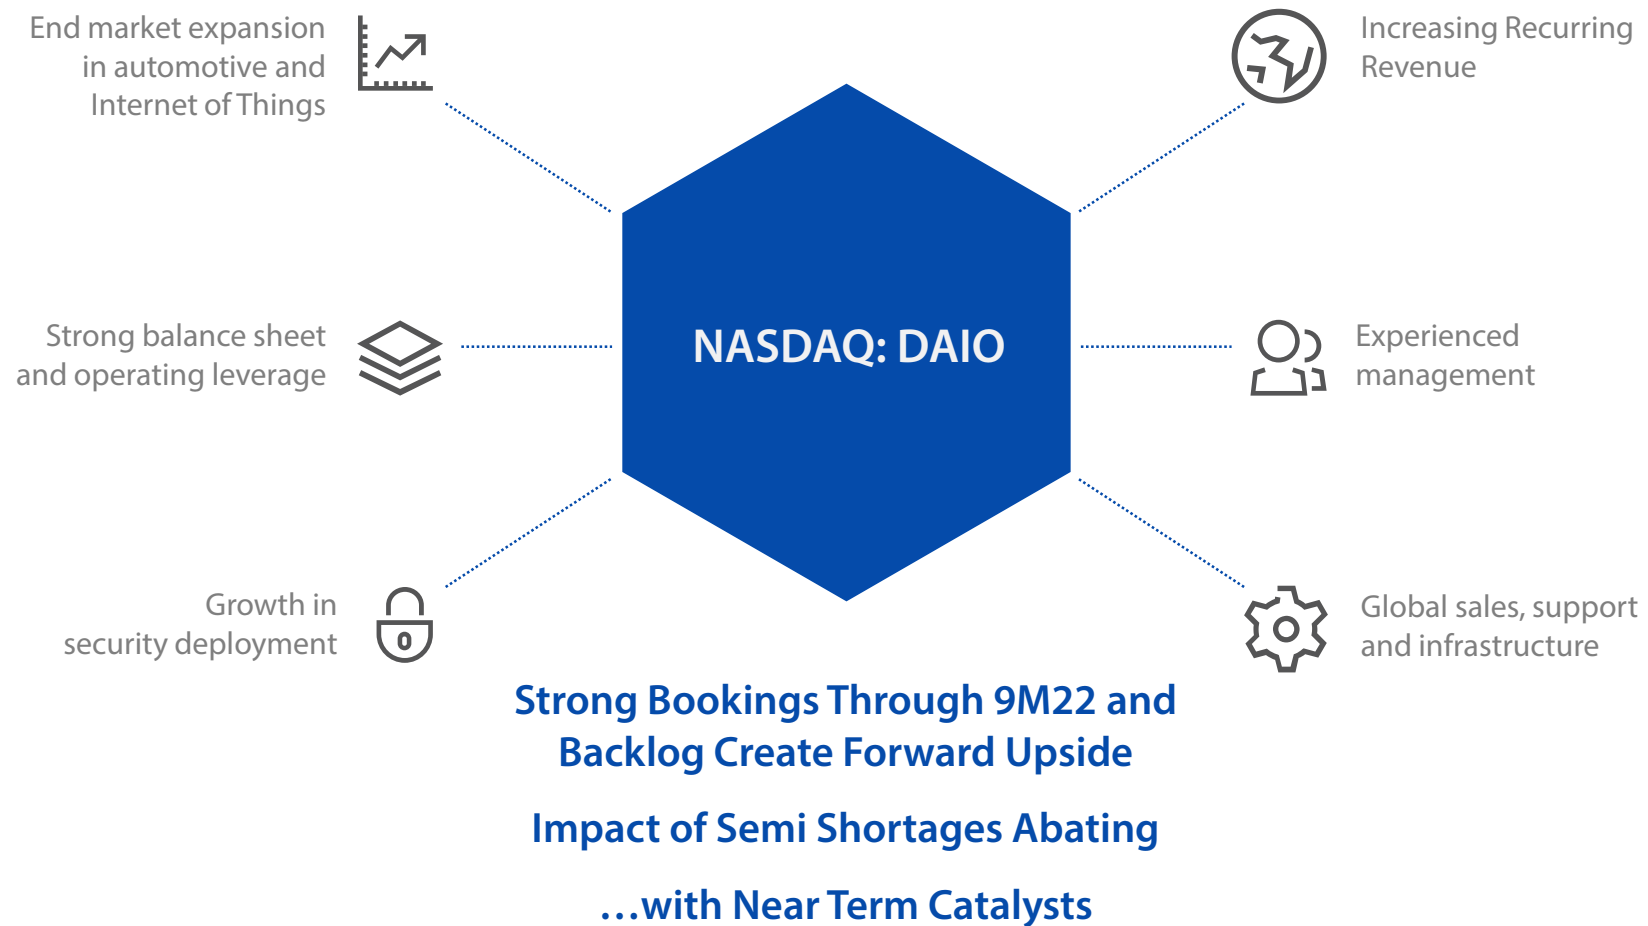 End market expansion
in automotive and
Internet of Things
Increasing Recurring
Revenue
Strong balance sheet
and operating leverage
NASDAQ: DAIO
Experienced
management
Growth in
security deployment
Global sales, support
and infrastructure
Strong Bookings Through 9M22 and
Backlog Create Forward Upside
Impact of Semi Shortages Abating
…with Near Term Catalysts